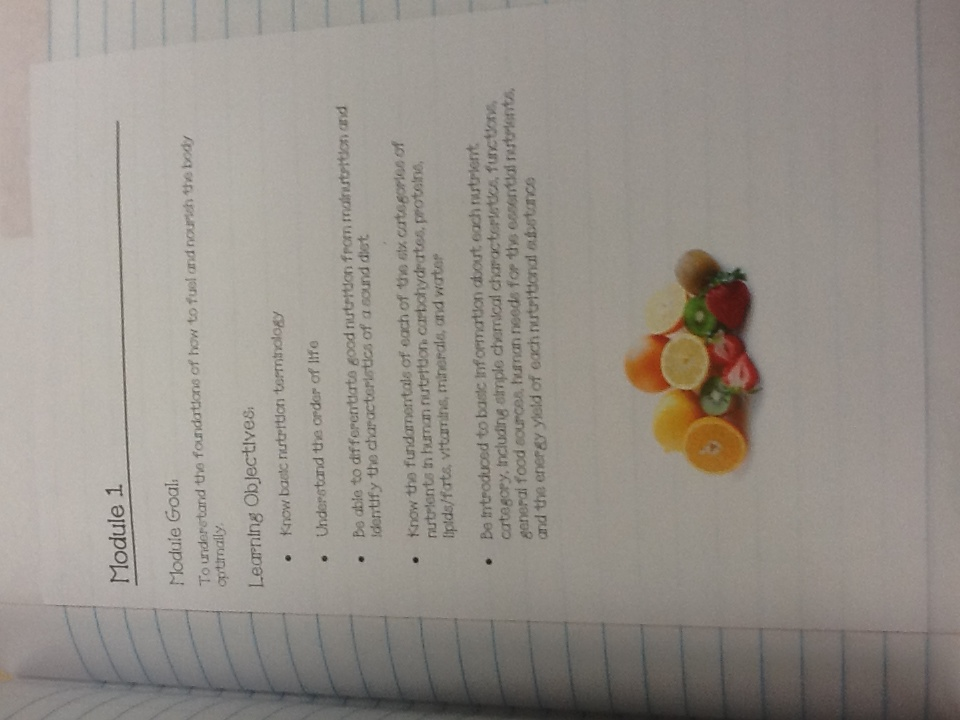 Module 1
Module Goal:
To understand the foundations of how to fuel and nourish the body
optimally.
Learning Objectives:
• Know basic nutrition terminology
• Understand the order of life
• Be able to differentiate good nutrition from malnutrition and
identify the characteristics of a sound diet
• Know the fundamentals of each of the six categories of
nutrients in human nutrition: carbohydrates, proteins,
lipids/fats, vitamins, minerals, and water
• Be introduced to basic information about each nutrient
category, including simple chemical characteristics, functions,
general food sources, human needs for the essential nutrients,
and the energy yield of each nutritional substance